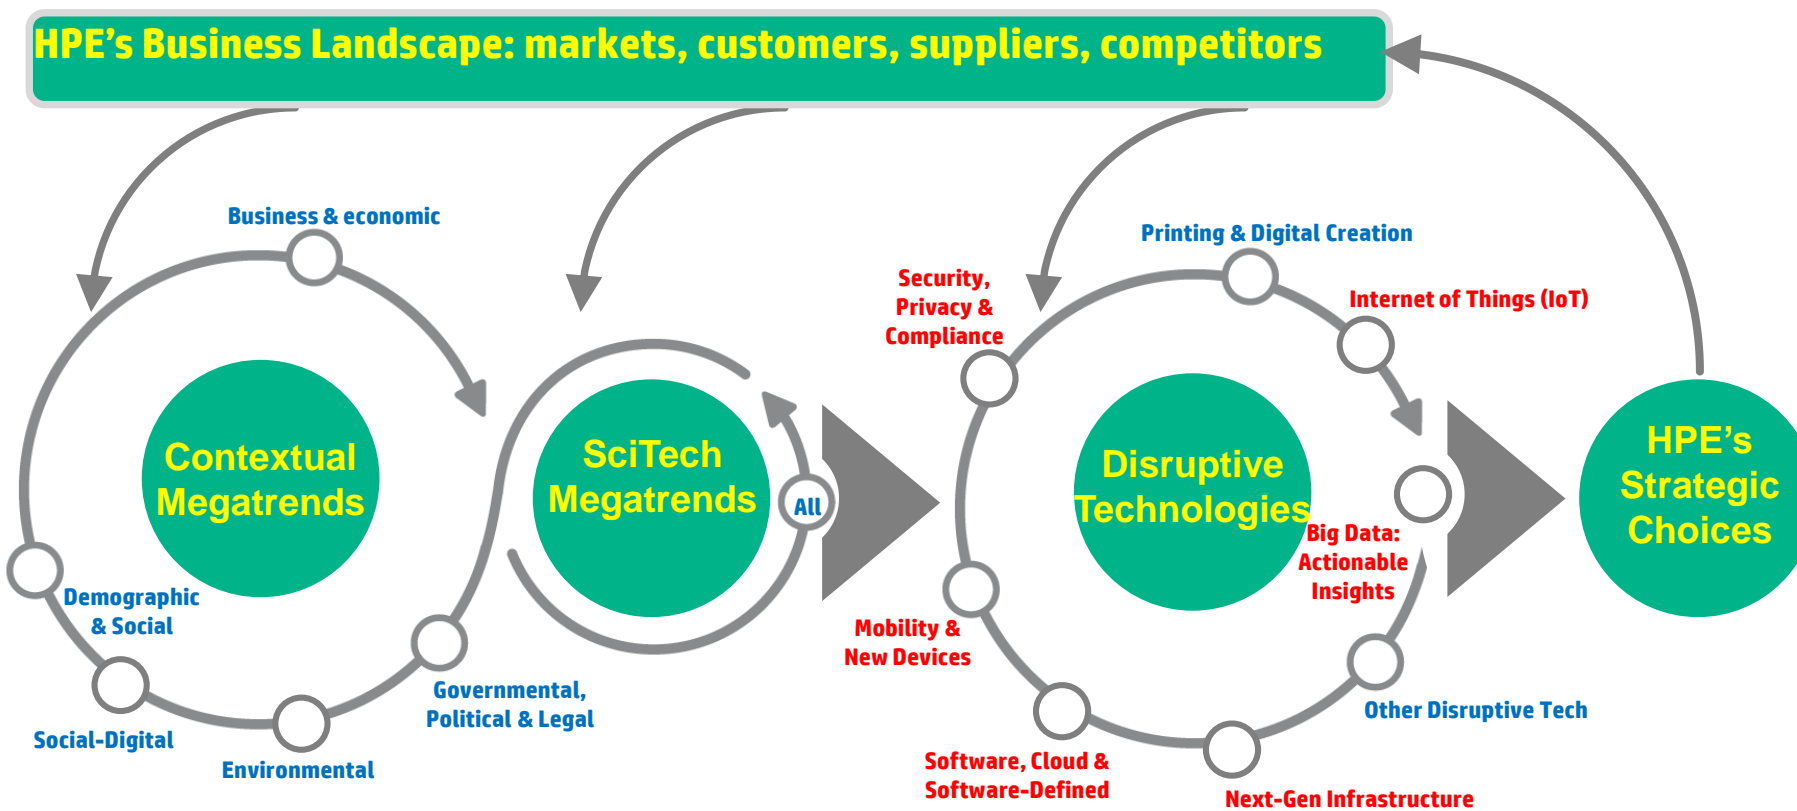 HPE’s Business Landscape: markets, customers, suppliers, competitors
Business & economic
Contextual
Megatrends
Demographic
& Social
Social-Digital
Environmental
Governmental,
Political & Legal
SciTech
Megatrends
All
Printing & Digital Creation
Security,
Privacy &
Compliance
Internet of Things (IoT)
Disruptive
Technologies
Big Data:
Actionable
Insights
Mobility &
New Devices
Other Disruptive Tech
Software, Cloud &
Software-Defined
Next-Gen Infrastructure
HPE’s
Strategic
Choices